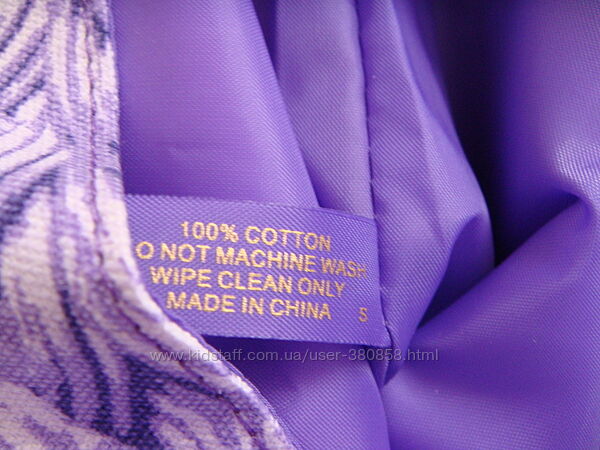 100% COTTON
O NOT MACHINE WASH
WIPE CLEAN ONLY
MADE IN CHINA 5
www.kidstaff.com.ua/user-380858.html